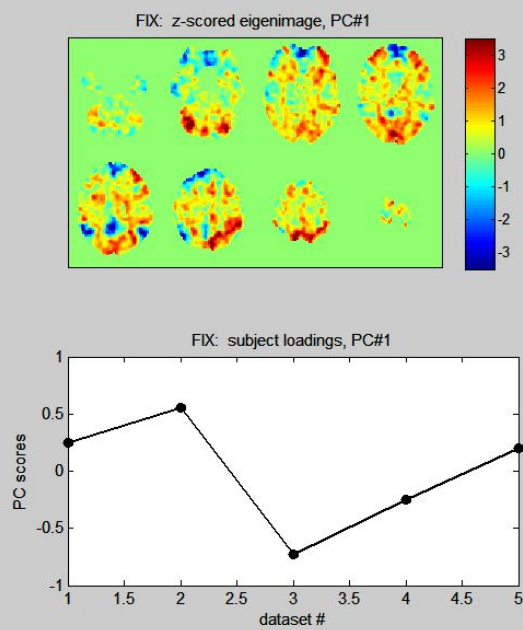 FIX: z-scored eigenimage, PC#1
3
2
1
0
-1
-2
-3
FIX: subject loadings, PC#1
1
0.5
0
-0.5
-1
PC scores
1 1.5 2 2.5 3 3.5 4 4.5 5
dataset #